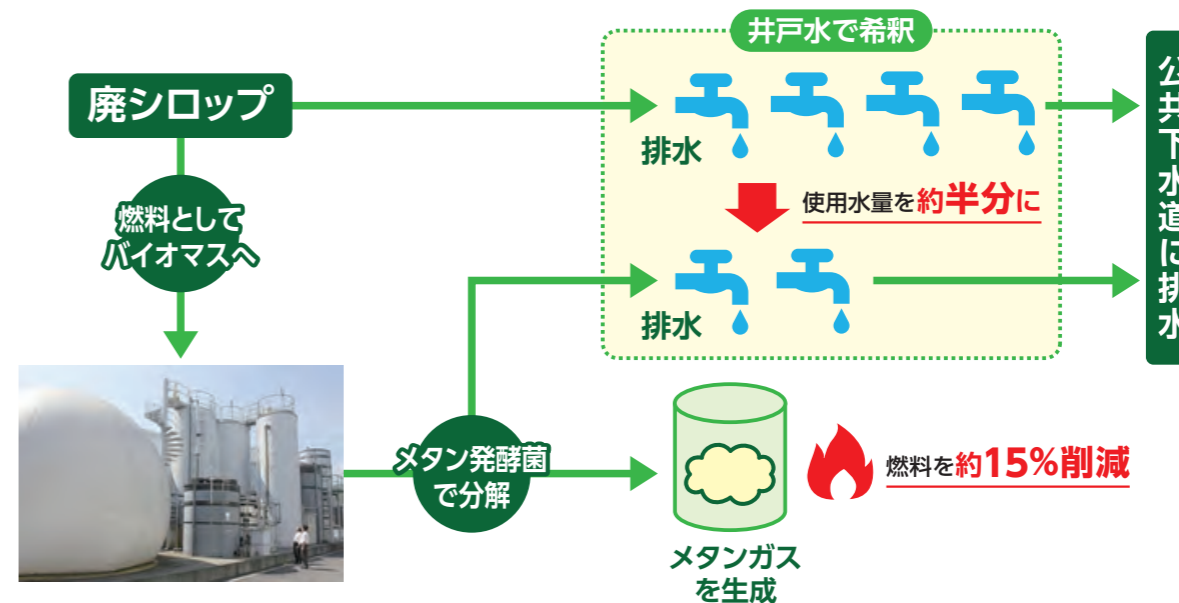 井戸水で希釈
廃シロップ
排水
使用水量を約半分に
燃料として
バイオマスへ
排水
公共下水道に排水
メタン発酵菌
で分解
燃料を約15%削減
メタンガス
を生成